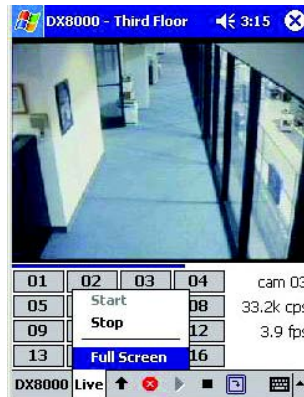 DX8000 - Third Floor 3:15
01 02 03 04 cam 03
05 Start 08 33.2k cps
09 Stop 12 3.9 fps
13 Full Screen 16
DX8000 Live